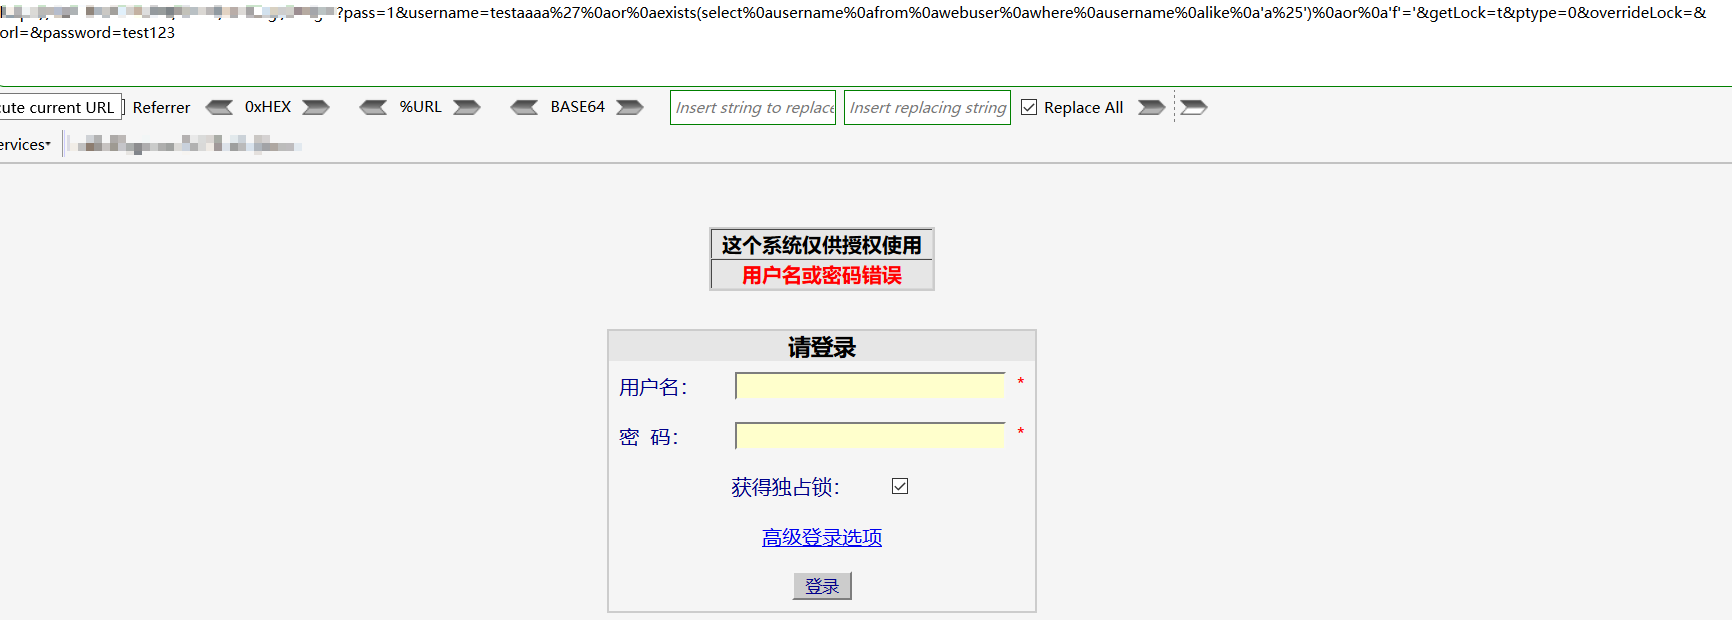 ?pass=1&username=testaaaa%27%0aor%0aexists(select%0ausername%0afrom%0awebuser%0awhere%0ausername%0alike%0a'a%25')%0aor%0a'f'='&getLock=t&ptype=0&overrideLock=&
orl=&password=test123
cute current URL Referrer 0xHEX %URL BASE64 Insert string to replace Insert replacing string Replace All
ervices
这个系统仅供授权使用
用户名或密码错误
请登录
用户名: *
密 码: *
获得独占锁:
高级登录选项
登录